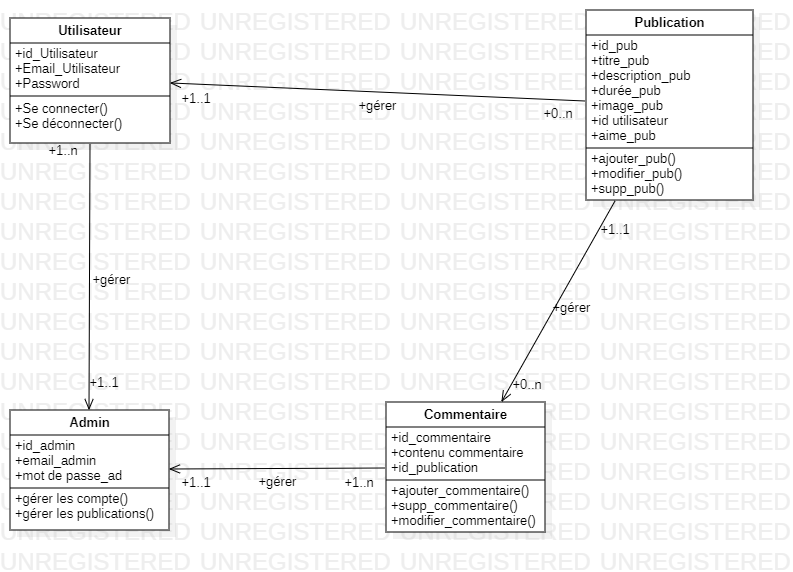 Utilisateur
+id_Utilisateur
+Email_Utilisateur
+Password
+Se connecter()
+Se déconnecter()
Publication
+id_pub
+titre_pub
+description_pub
+durée_pub
+image_pub
+id utilisateur
+aime_pub
+ajouter_pub()
+modifier_pub()
+supp_pub()
+1..1
+gérer
+0..n
+1..n
+gérer
+1..1
+1..1
+gérer
+0..n
Admin
+id_admin
+email_admin
+mot de passe_ad
+gérer les compte()
+gérer les publications()
+1..1
+gérer
+1..n
Commentaire
+id_commentaire
+contenu commentaire
+id_publication
+ajouter_commentaire()
+supp_commentaire()
+modifier_commentaire()
UNREGISTERED UNREGISTERED UNREGISTERED UNREGISTERED